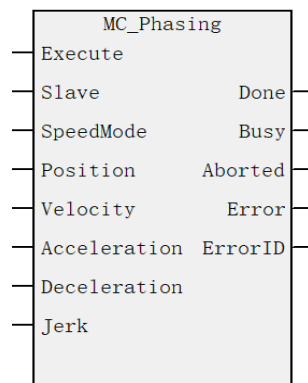 MC_Phasing
Execute
Slave Done
SpeedMode Busy
Position Aborted
Velocity Error
Acceleration ErrorID
Deceleration
Jerk